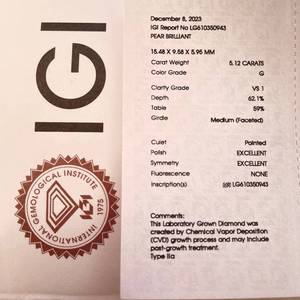 IGI
INTERNATIONAL GEMOLOGICAL INSTITUTE
IGI
1975
December 8, 2023
IGI Report No LG610350943
PEAR BRILLIANT
15.48 X 9.58 X 5.95 MM
Carat Weight 5.12 CARATS
Color Grade G
Clarity Grade VS 1
Depth 62.1%
Table 59%
Girdle Medium (Faceted)
Culet Pointed
Polish EXCELLENT
Symmetry EXCELLENT
Fluorescence NONE
Inscription(s) LG610350943
Comments:
This Laboratory Grown Diamond was
created by Chemical Vapor Deposition
(CVD) growth process and may include
post-growth treatment.
Type IIa